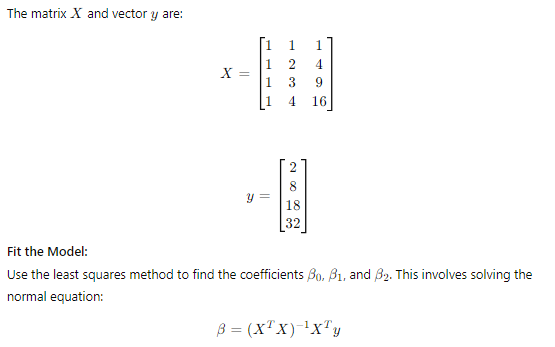 The matrix X and vector y are:
X =
1 1 1
1 2 4
1 3 9
1 4 16
y =
2
8
18
32
Fit the Model:
Use the least squares method to find the coefficients β₀, β₁, and β₂. This involves solving the
normal equation:
β = (XᵀX)⁻¹Xᵀy